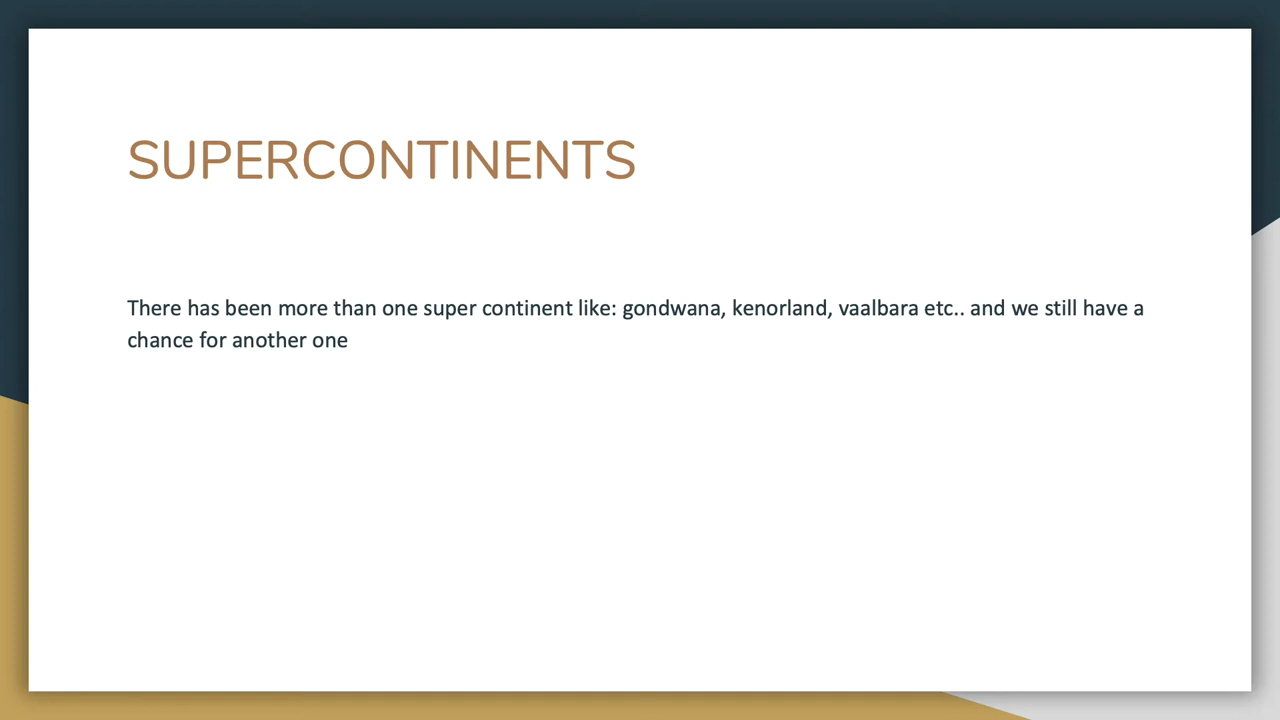 SUPERCONTINENTS
There has been more than one super continent like: gondwana, kenorland, vaalbara etc.. and we still have a
chance for another one